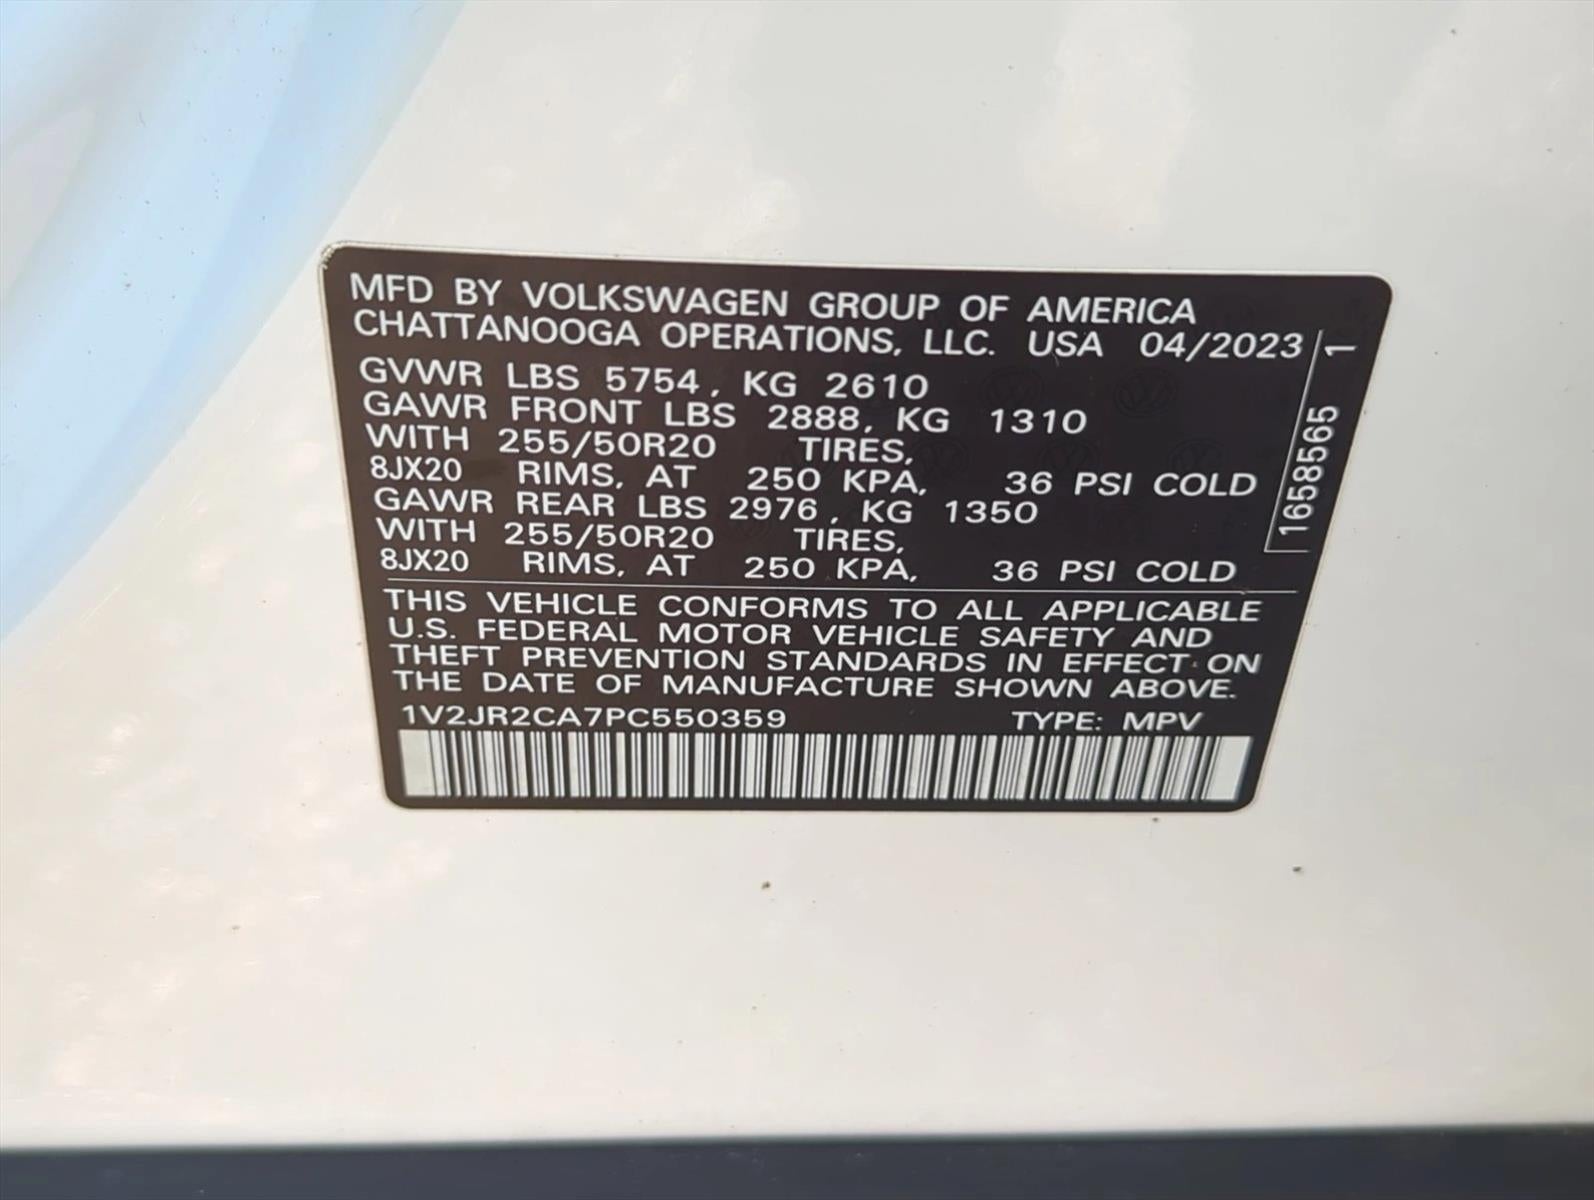 MFD BY VOLKSWAGEN GROUP OF AMERICA
CHATTANOOGA OPERATIONS, LLC. USA 04/2023
GVWR LBS 5754, KG 2610
GAWR FRONT LBS 2888, KG 1310
WITH 255/50R20 TIRES,
8JX20 RIMS, AT 250 KPA, 36 PSI COLD
GAWR REAR LBS 2976, KG 1350
WITH 255/50R20 TIRES,
8JX20 RIMS, AT 250 KPA, 36 PSI COLD
THIS VEHICLE CONFORMS TO ALL APPLICABLE
U.S. FEDERAL MOTOR VEHICLE SAFETY AND
THEFT PREVENTION STANDARDS IN EFFECT ON
THE DATE OF MANUFACTURE SHOWN ABOVE.
1V2JR2CA7PC550359 TYPE: MPV
1658565 1